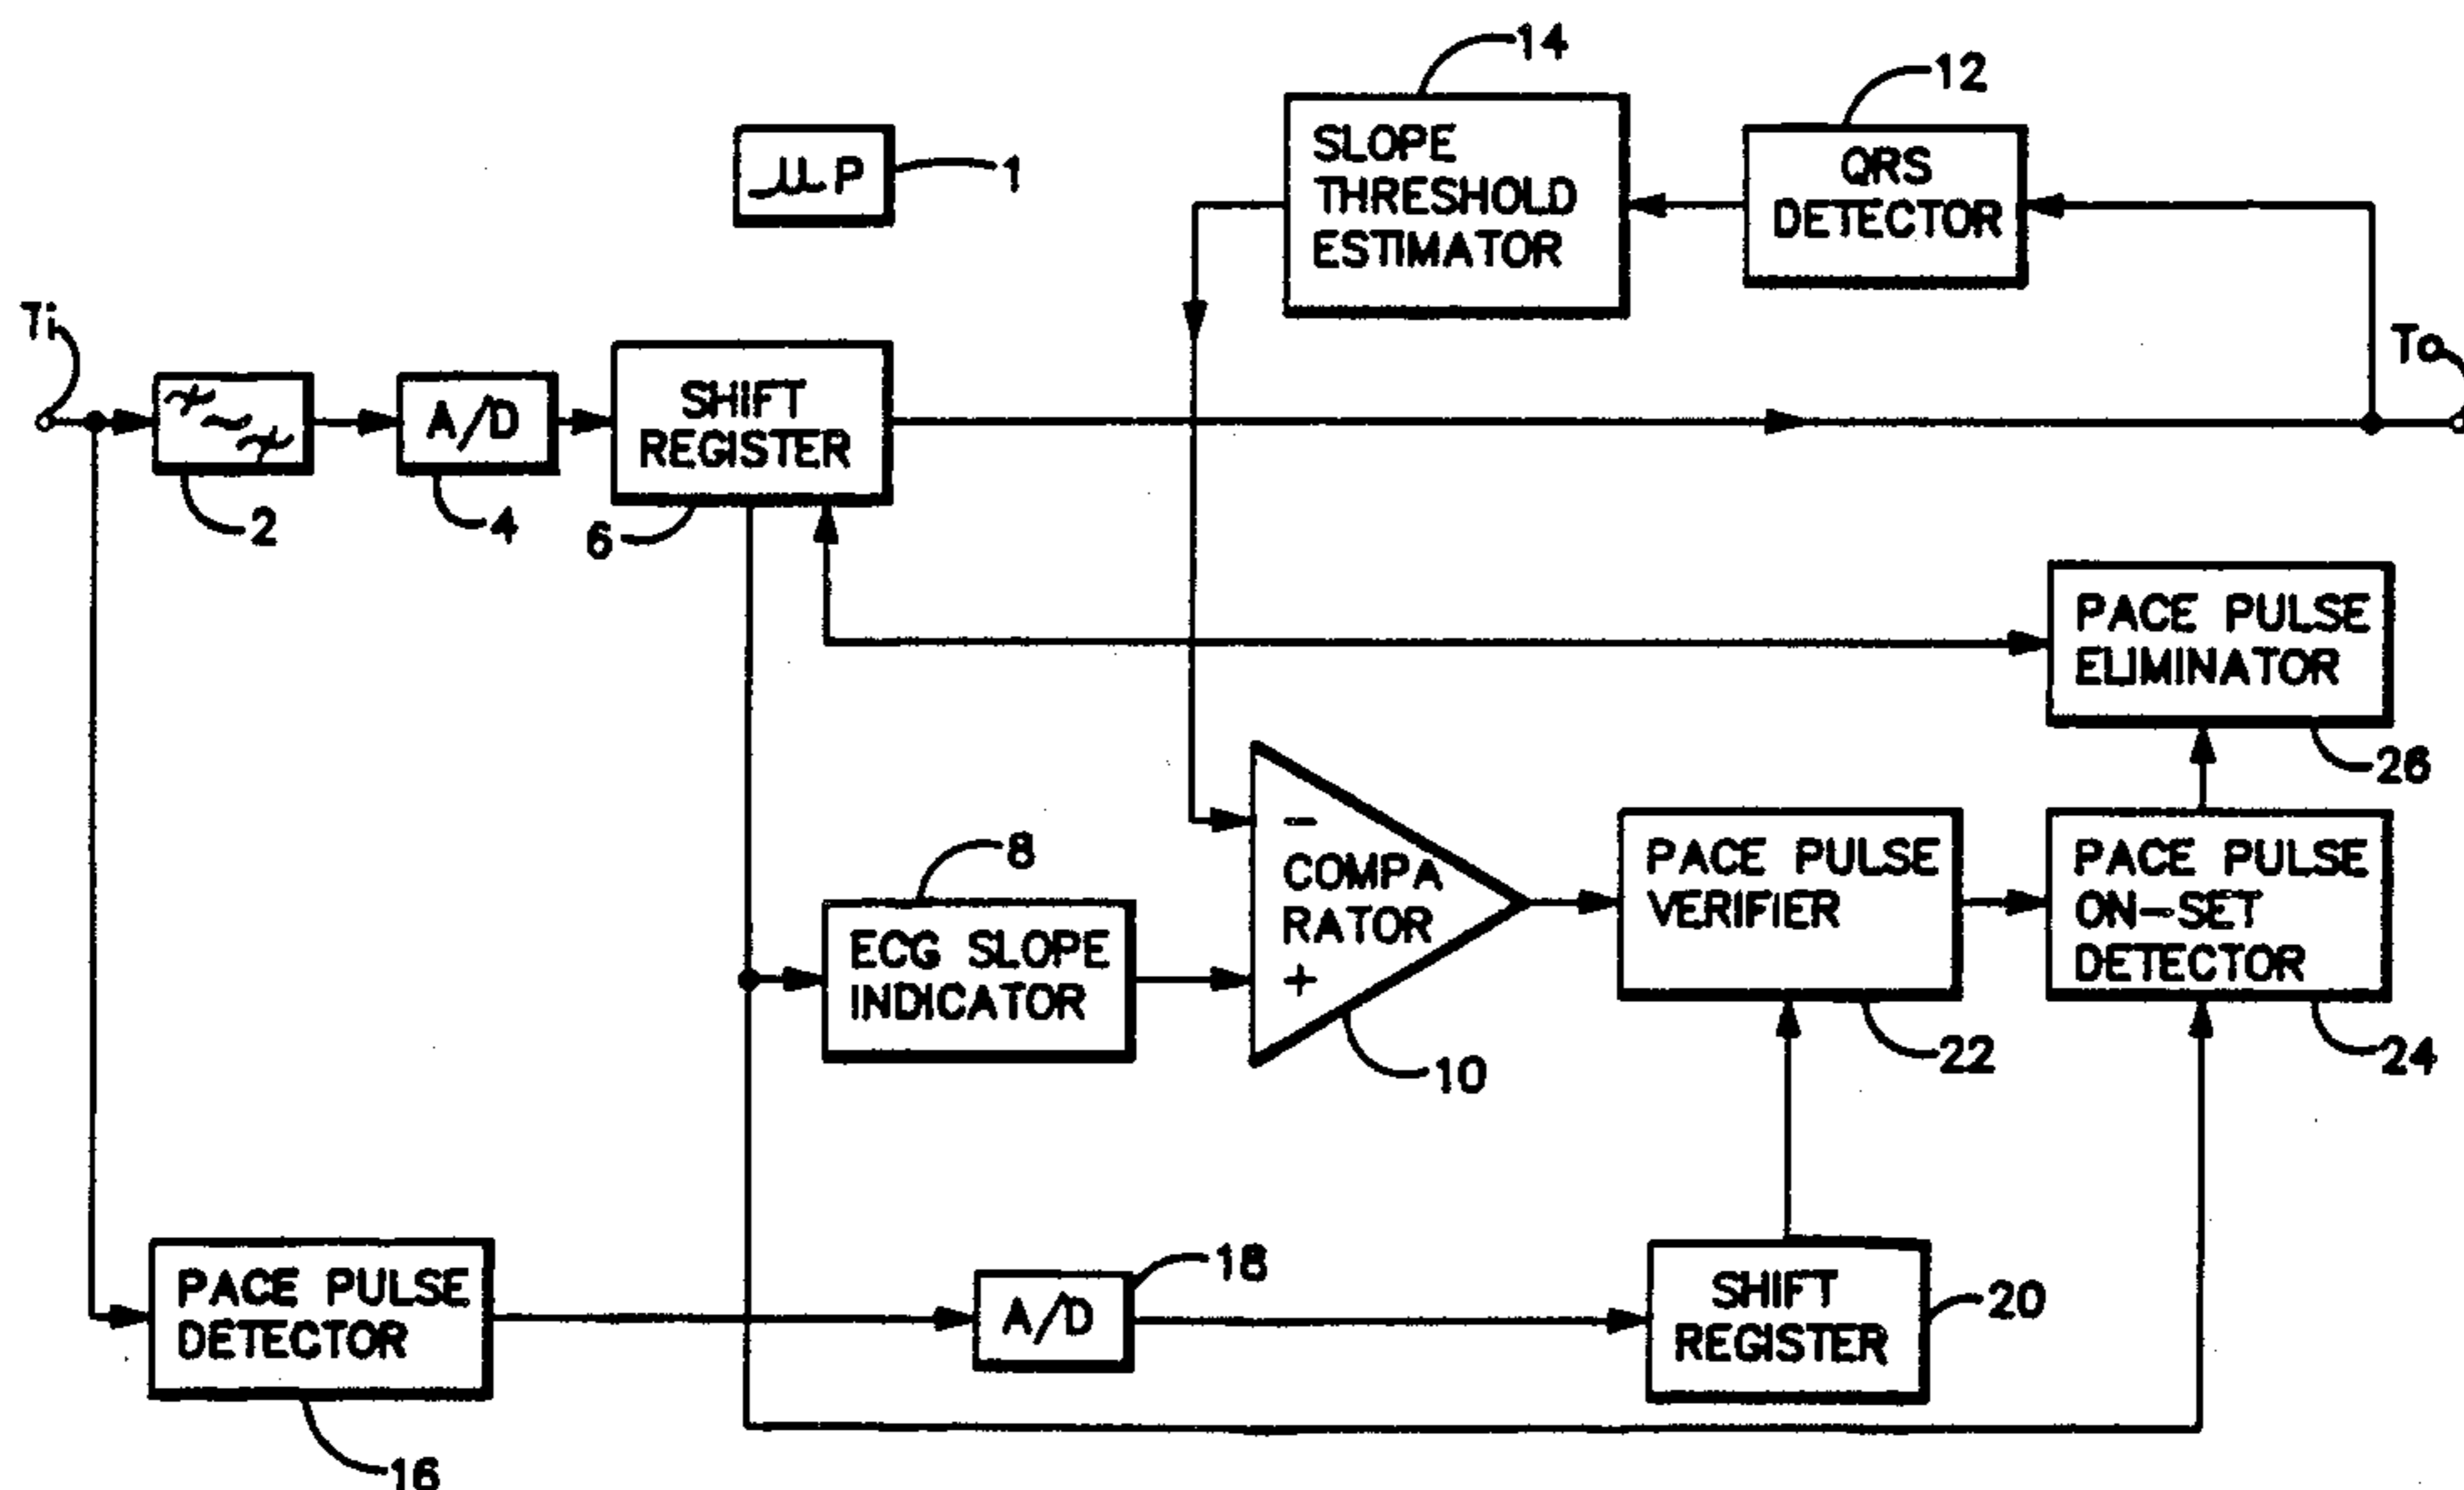 14
12
SLOPE
THRESHOLD
ESTIMATOR
QRS
DETECTOR
µP
1
Ti
To
A/D
SHIFT
REGISTER
2
4
6
PACE PULSE
ELIMINATOR
26
8
-
COMPA
RATOR
+
ECG SLOPE
INDICATOR
10
PACE PULSE
VERIFIER
22
PACE PULSE
ON-SET
DETECTOR
24
PACE PULSE
DETECTOR
16
A/D
18
SHIFT
REGISTER
20